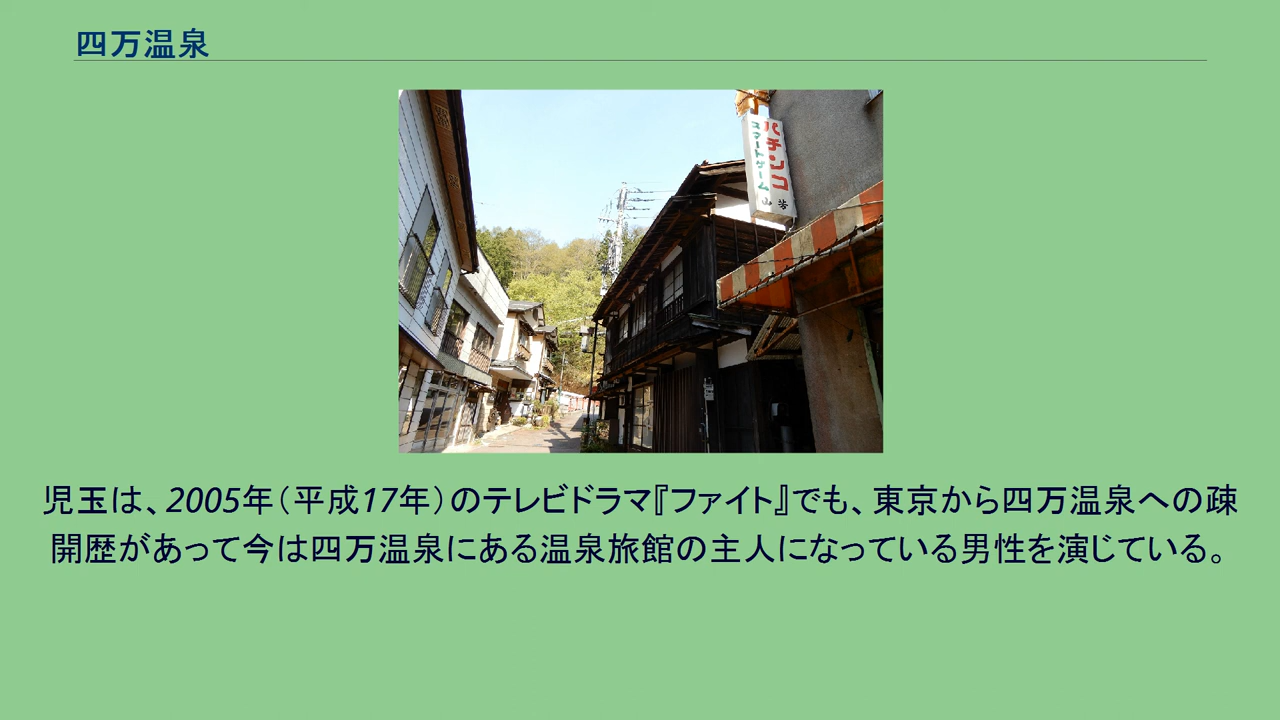 四万温泉
パチンコ
スマートゲーム
山
児玉は、2005年（平成17年）のテレビドラマ『ファイト』でも、東京から四万温泉への疎
開歴があって今は四万温泉にある温泉旅館の主人になっている男性を演じている。